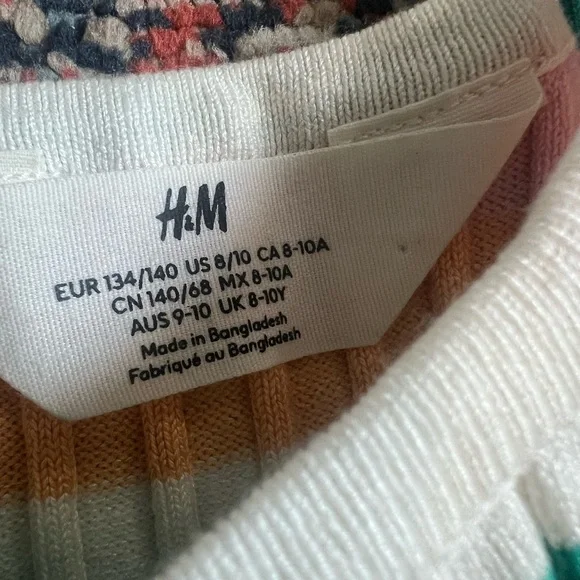 H&M
EUR 134/140 US 8/10 CA 8-10A
CN 140/68 MX 8-10A
AUS 9-10 UK 8-10Y
Made in Bangladesh
Fabriqué au Bangladesh